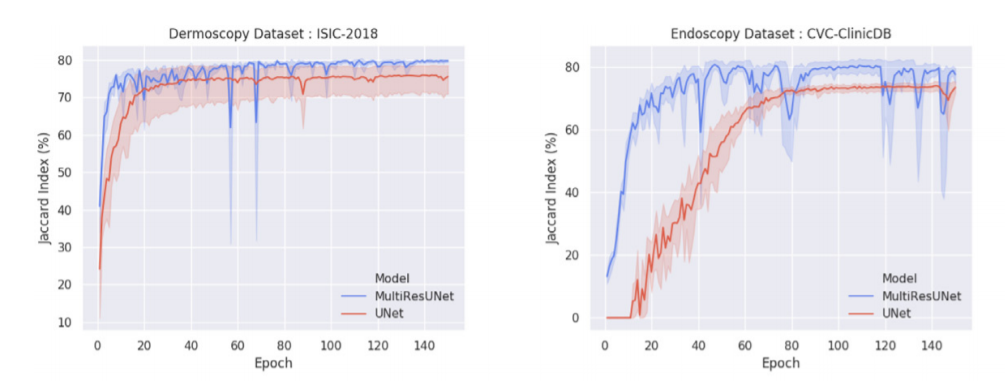 Dermoscopy Dataset : ISIC-2018
Jaccard Index (%)
80
70
60
50
40
30
20
10
Model
MultiResUNet
UNet
0 20 40 60 80 100 120 140
Epoch
Endoscopy Dataset : CVC-ClinicDB
Jaccard Index (%)
80
60
40
20
0
Model
MultiResUNet
UNet
0 20 40 60 80 100 120 140
Epoch